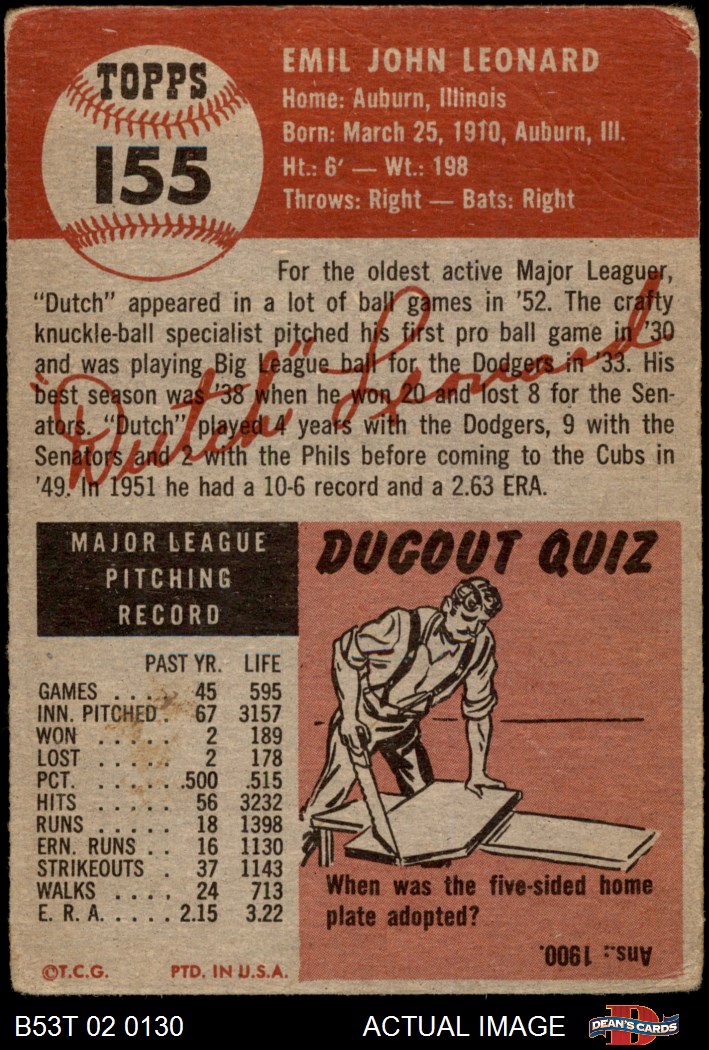 TOPPS
155
EMIL JOHN LEONARD
Home: Auburn, Illinois
Born: March 25, 1910, Auburn, Ill.
Ht.: 6' — Wt.: 198
Throws: Right — Bats: Right
For the oldest active Major Leaguer,
"Dutch" appeared in a lot of ball games in '52. The crafty
knuckle-ball specialist pitched his first pro ball game in '30
and was playing Big League ball for the Dodgers in '33. His
best season was '38 when he won 20 and lost 8 for the Sen-
ators. "Dutch" played 4 years with the Dodgers, 9 with the
Senators and 2 with the Phils before coming to the Cubs in
'49. In 1951 he had a 10-6 record and a 2.63 ERA.
"Dutch" Leonard
MAJOR LEAGUE
PITCHING
RECORD
PAST YR. LIFE
GAMES . . . . 45 595
INN. PITCHED . 67 3157
WON . . . . . 2 189
LOST . . . . . 2 178
PCT. . . . . . .500 .515
HITS . . . . . 56 3232
RUNS . . . . . 18 1398
ERN. RUNS . . 16 1130
STRIKEOUTS . 37 1143
WALKS . . . . 24 713
E. R. A. . . . . . 2.15 3.22
©T.C.G. PTD. IN U.S.A.
DUGOUT QUIZ
When was the five-sided home
plate adopted?
Ans.: 1900.
B53T 02 0130
ACTUAL IMAGE
DEAN'S CARDS